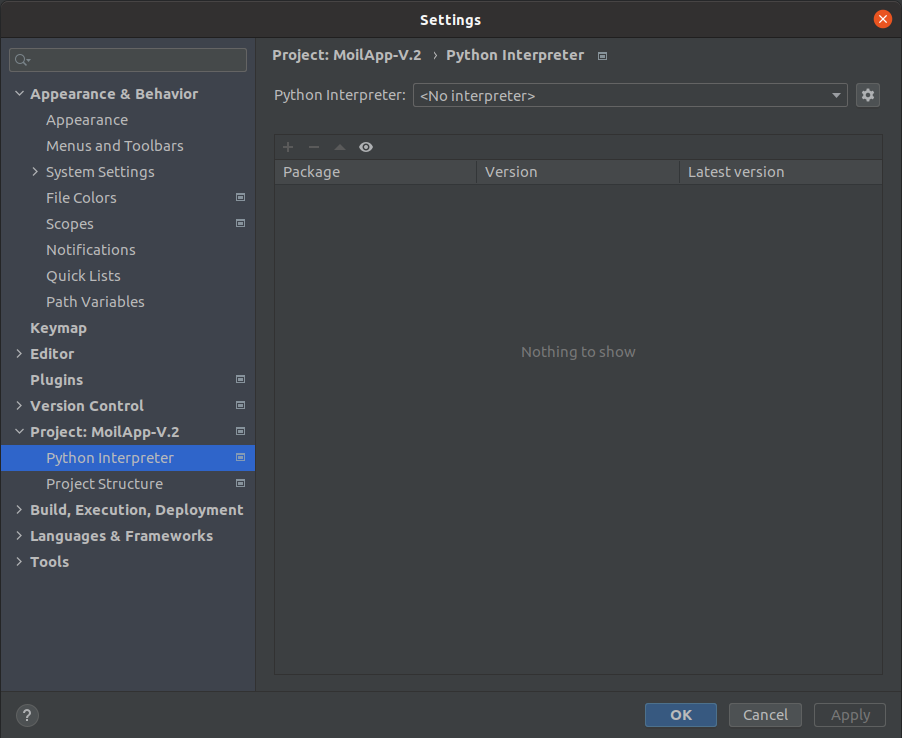 Settings
Appearance & Behavior
Appearance
Menus and Toolbars
System Settings
File Colors
Scopes
Notifications
Quick Lists
Path Variables
Keymap
Editor
Plugins
Version Control
Project: MoilApp-V.2
Python Interpreter
Project Structure
Build, Execution, Deployment
Languages & Frameworks
Tools
Project: MoilApp-V.2 › Python Interpreter
Python Interpreter: <No interpreter>
Package Version Latest version
Nothing to show
? OK Cancel Apply